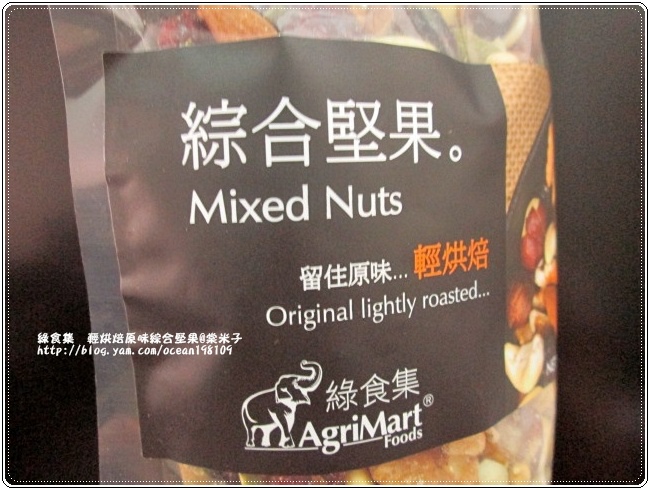 綜合堅果。
Mixed Nuts
留住原味... 輕烘焙
Original lightly roasted...
綠食集
AgriMart®
Foods
綠食集 輕烘焙原味綜合堅果@柴米子
http://blog.yam.com/ocean198109